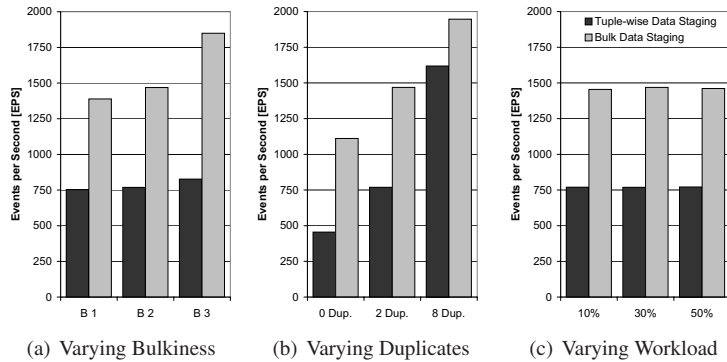 2000
1750
1500
1250
1000
750
500
250
0
Events per Second [EPS]
B 1 B 2 B 3
(a) Varying Bulkiness
2000
1750
1500
1250
1000
750
500
250
0
Events per Second [EPS]
0 Dup. 2 Dup. 8 Dup.
(b) Varying Duplicates
2000
1750
1500
1250
1000
750
500
250
0
Events per Second [EPS]
Tuple-wise Data Staging
Bulk Data Staging
10% 30% 50%
(c) Varying Workload